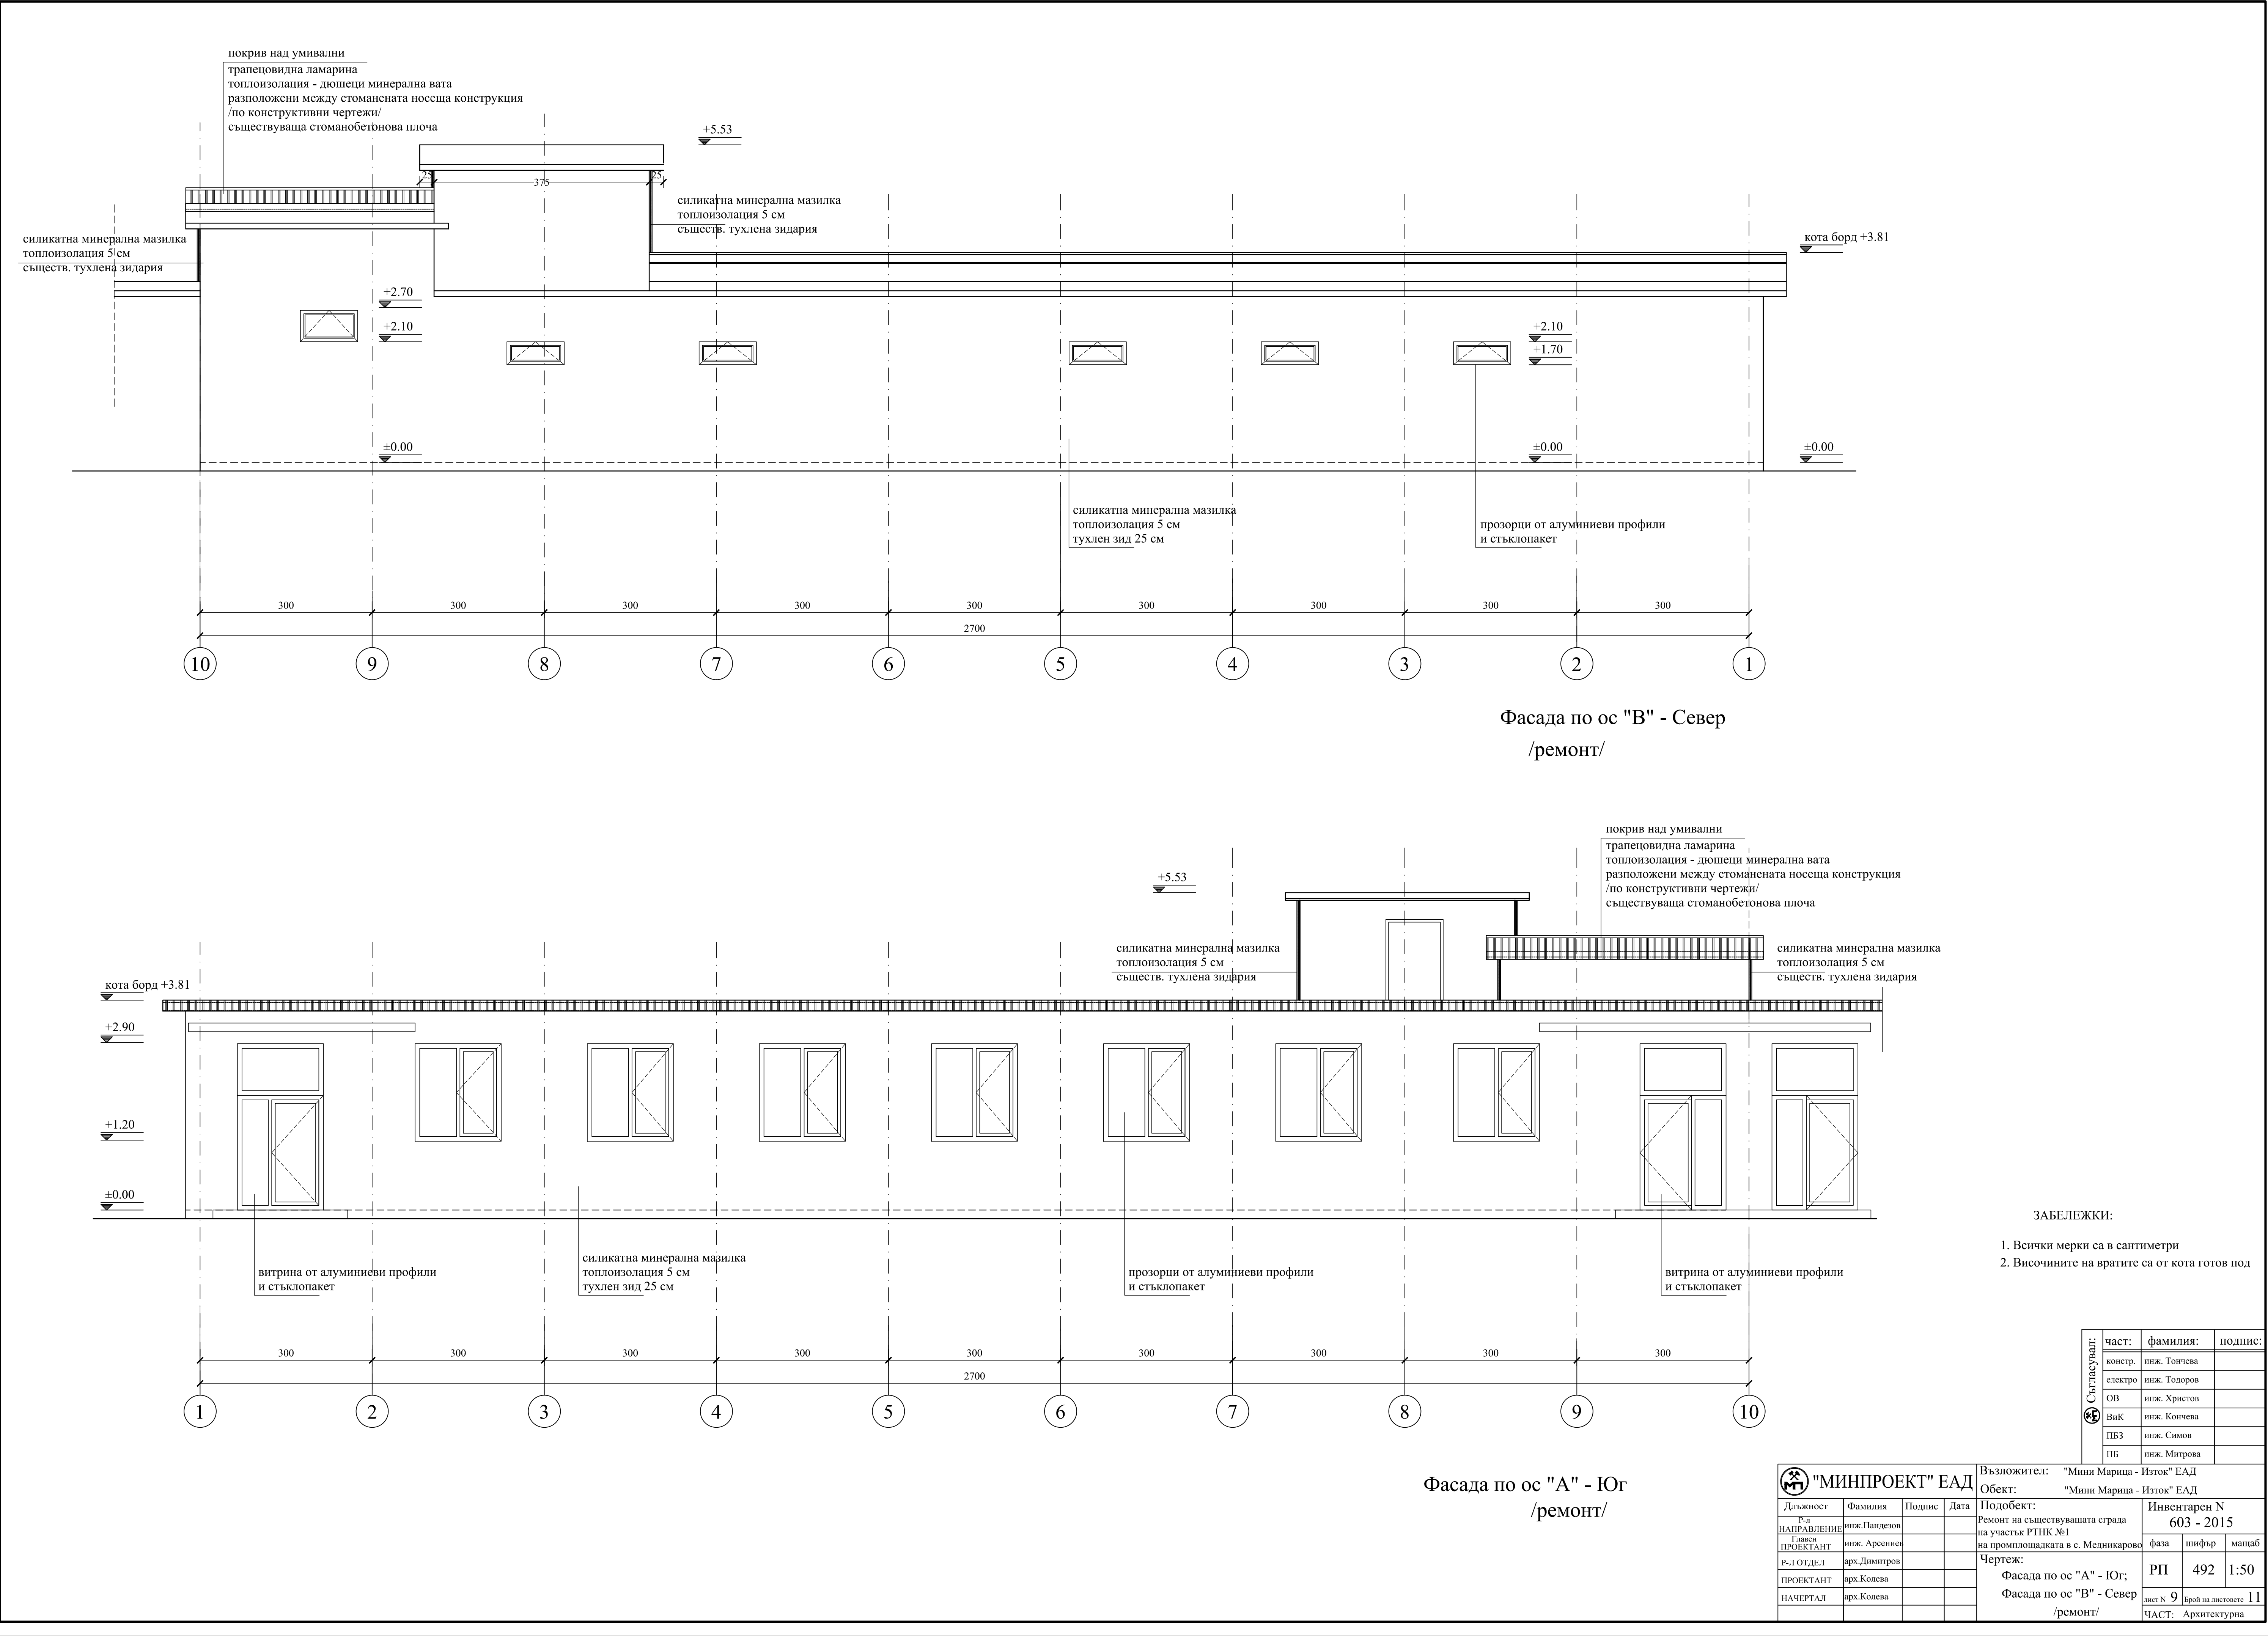 покрив над умивални
трапецовидна ламарина
топлоизолация - дюшеци минерална вата
разположени между стоманената носеща конструкция
/по конструктивни чертежи/
съществуваща стоманобетонова плоча
+5.53
25
375
25
силикатна минерална мазилка
топлоизолация 5 см
съществ. тухлена зидария
силикатна минерална мазилка
топлоизолация 5 см
съществ. тухлена зидария
кота борд +3.81
+2.70
+2.10
+2.10
+1.70
±0.00
±0.00
±0.00
силикатна минерална мазилка
топлоизолация 5 см
тухлен зид 25 см
прозорци от алуминиеви профили
и стъклопакет
300 300 300 300 300 300 300 300 300
2700
10 9 8 7 6 5 4 3 2 1
Фасада по ос "В" - Север
/ремонт/
покрив над умивални
трапецовидна ламарина
топлоизолация - дюшеци минерална вата
разположени между стоманената носеща конструкция
/по конструктивни чертежи/
съществуваща стоманобетонова плоча
+5.53
силикатна минерална мазилка
топлоизолация 5 см
съществ. тухлена зидария
силикатна минерална мазилка
топлоизолация 5 см
съществ. тухлена зидария
кота борд +3.81
+2.90
+1.20
±0.00
витрина от алуминиеви профили
и стъклопакет
силикатна минерална мазилка
топлоизолация 5 см
тухлен зид 25 см
прозорци от алуминиеви профили
и стъклопакет
витрина от алуминиеви профили
и стъклопакет
300 300 300 300 300 300 300 300 300
2700
1 2 3 4 5 6 7 8 9 10
Фасада по ос "А" - Юг
/ремонт/
ЗАБЕЛЕЖКИ:
1. Всички мерки са в сантиметри
2. Височините на вратите са от кота готов под
Съгласувал:
част: фамилия: подпис:
констр. инж. Тончева
електро инж. Тодоров
ОВ инж. Христов
ВиК инж. Кончева
ПБЗ инж. Симов
ПБ инж. Митрова
МП "МИНПРОЕКТ" ЕАД
Възложител: "Мини Марица - Изток" ЕАД
Обект: "Мини Марица - Изток" ЕАД
Длъжност Фамилия Подпис Дата
Р-л НАПРАВЛЕНИЕ инж.Пандезов
Главен ПРОЕКТАНТ инж. Арсениев
Р-Л ОТДЕЛ арх.Димитров
ПРОЕКТАНТ арх.Колева
НАЧЕРТАЛ арх.Колева
Подобект:
Ремонт на съществуващата сграда
на участък РТНК №1
на промплощадката в с. Медникарово
Инвентарен N
603 - 2015
фаза шифър мащаб
РП 492 1:50
Чертеж:
Фасада по ос "А" - Юг;
Фасада по ос "В" - Север
/ремонт/
лист N 9 Брой на листовете 11
ЧАСТ: Архитектурна